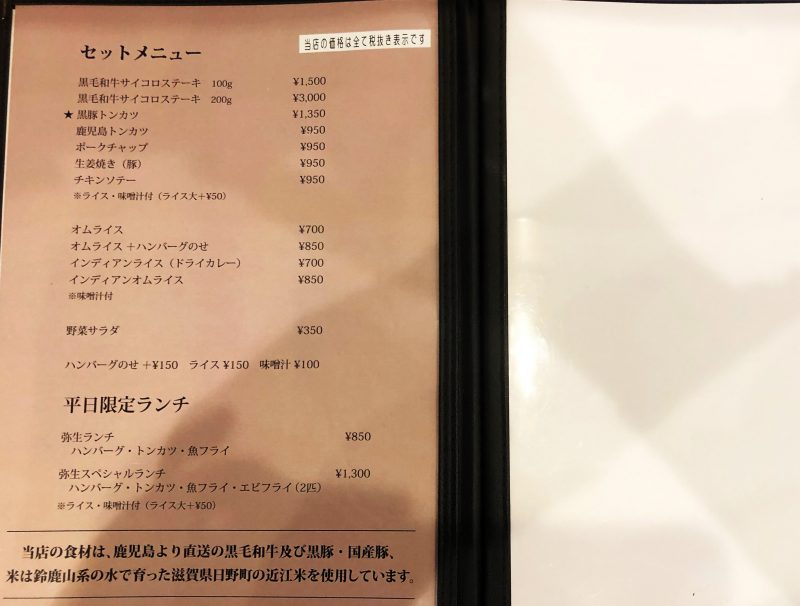 当店の価格は全て税抜き表示です
セットメニュー
黒毛和牛サイコロステーキ 100g ¥1,500
黒毛和牛サイコロステーキ 200g ¥3,000
★ 黒豚トンカツ ¥1,350
鹿児島トンカツ ¥950
ポークチャップ ¥950
生姜焼き（豚） ¥950
チキンソテー ¥950
※ライス・味噌汁付（ライス大＋¥50）
オムライス ¥700
オムライス ＋ハンバーグのせ ¥850
インディアンライス（ドライカレー） ¥700
インディアンオムライス ¥850
※味噌汁付
野菜サラダ ¥350
ハンバーグのせ ＋¥150 ライス ¥150 味噌汁 ¥100
平日限定ランチ
弥生ランチ ¥850
ハンバーグ・トンカツ・魚フライ
弥生スペシャルランチ ¥1,300
ハンバーグ・トンカツ・魚フライ・エビフライ（2匹）
※ライス・味噌汁付（ライス大＋¥50）
当店の食材は、鹿児島より直送の黒毛和牛及び黒豚・国産豚、
米は鈴鹿山系の水で育った滋賀県日野町の近江米を使用しています。